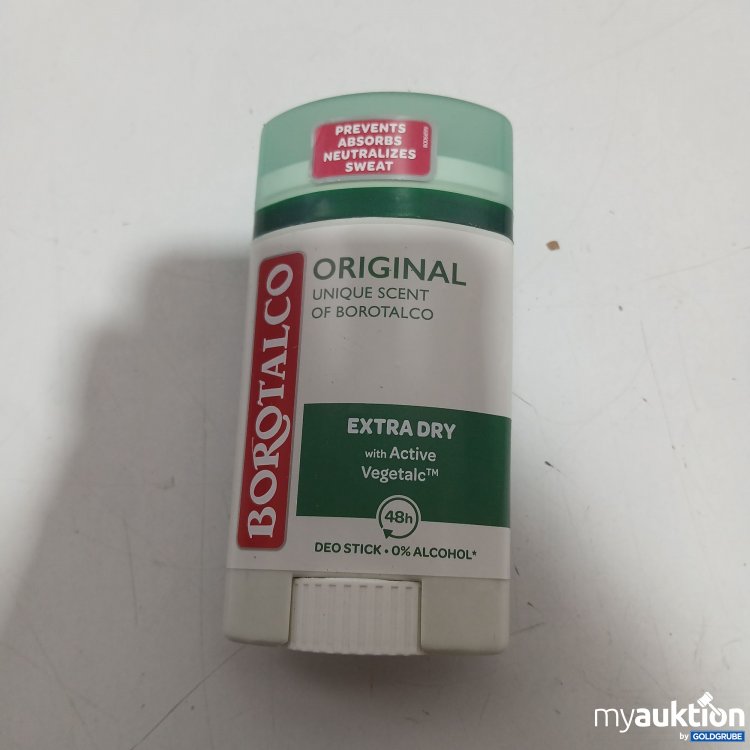 PREVENTS
ABSORBS
NEUTRALIZES
SWEAT
BOROTALCO
ORIGINAL
UNIQUE SCENT
OF BOROTALCO
EXTRA DRY
with Active
Vegetalc™
48h
DEO STICK • 0% ALCOHOL*
myauktion
by GOLDGRUBE